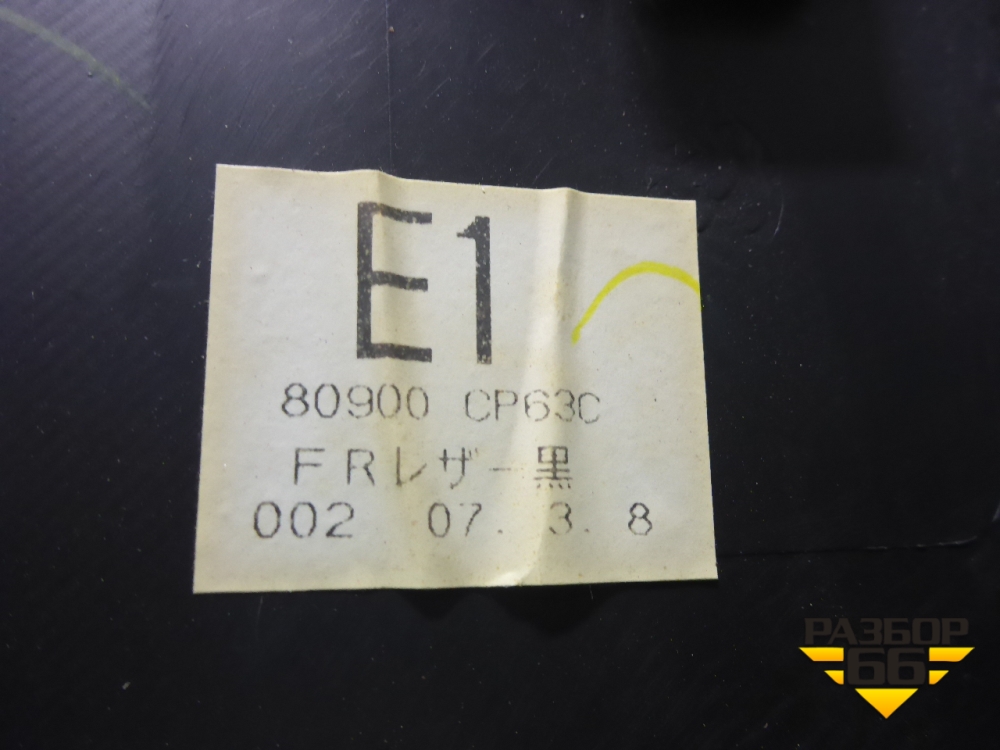 E1
80900 CP63C
FRレザー黒
002 07. 3. 8
РАЗБОР
66